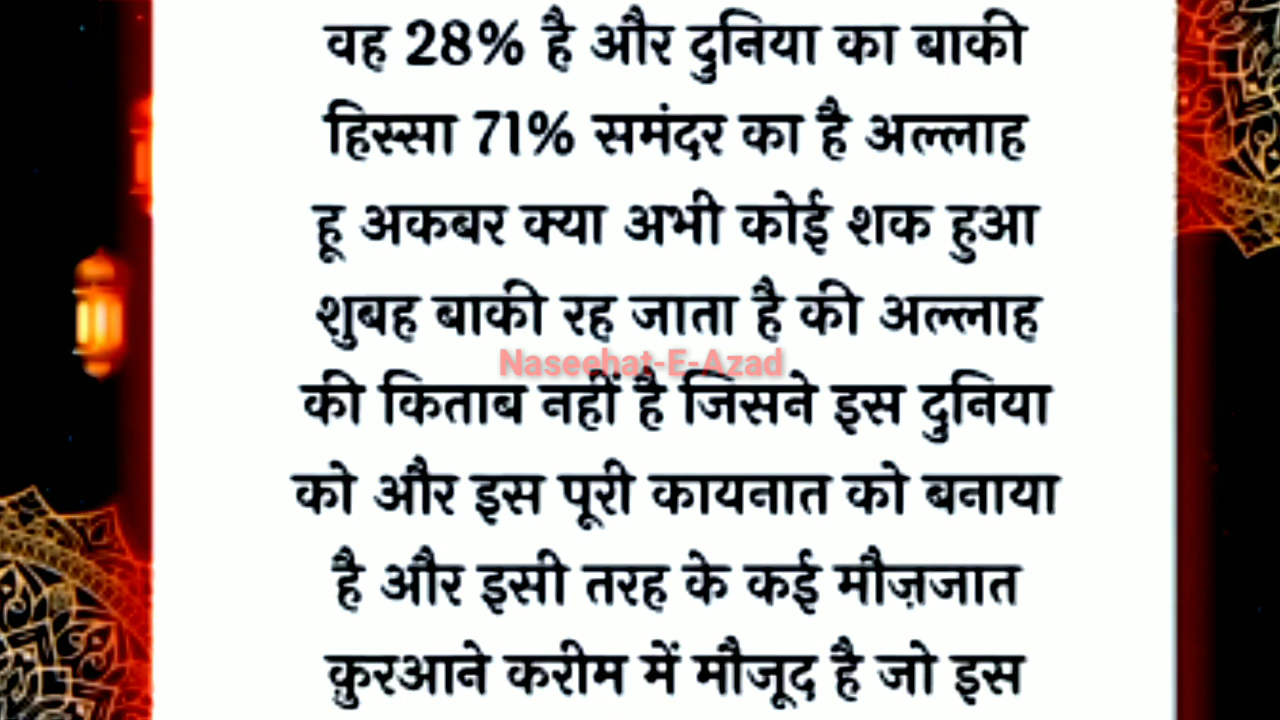 वह 28% है और दुनिया का बाकी
हिस्सा 71% समंदर का है अल्लाह
हू अकबर क्या अभी कोई शक हुआ
शुबह बाकी रह जाता है की अल्लाह
Naseehat-E-Azad
की किताब नहीं है जिसने इस दुनिया
को और इस पूरी कायनात को बनाया
है और इसी तरह के कई मौज़जात
क़ुरआने करीम में मौजूद है जो इस